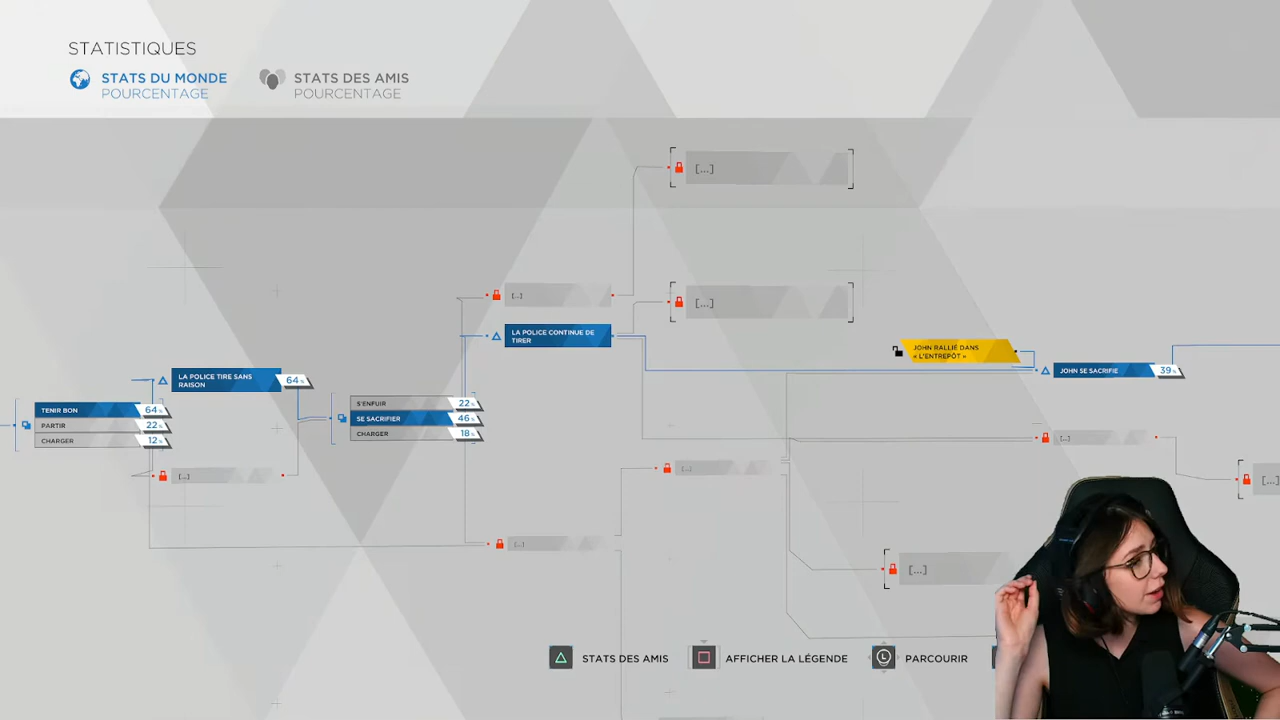 STATISTIQUES
STATS DU MONDE
POURCENTAGE
STATS DES AMIS
POURCENTAGE
[...]
[...]
[...]
LA POLICE CONTINUE DE
TIRER
JOHN RALLIÉ DANS
« L'ENTREPÔT »
JOHN SE SACRIFIE 39%
LA POLICE TIRE SANS
RAISON
64%
TENIR BON 64%
PARTIR 22%
CHARGER 12%
S'ENFUIR 22%
SE SACRIFIER 46%
CHARGER 18%
[...]
[...]
[...]
[...]
[...]
[...]
STATS DES AMIS
AFFICHER LA LÉGENDE
L
PARCOURIR